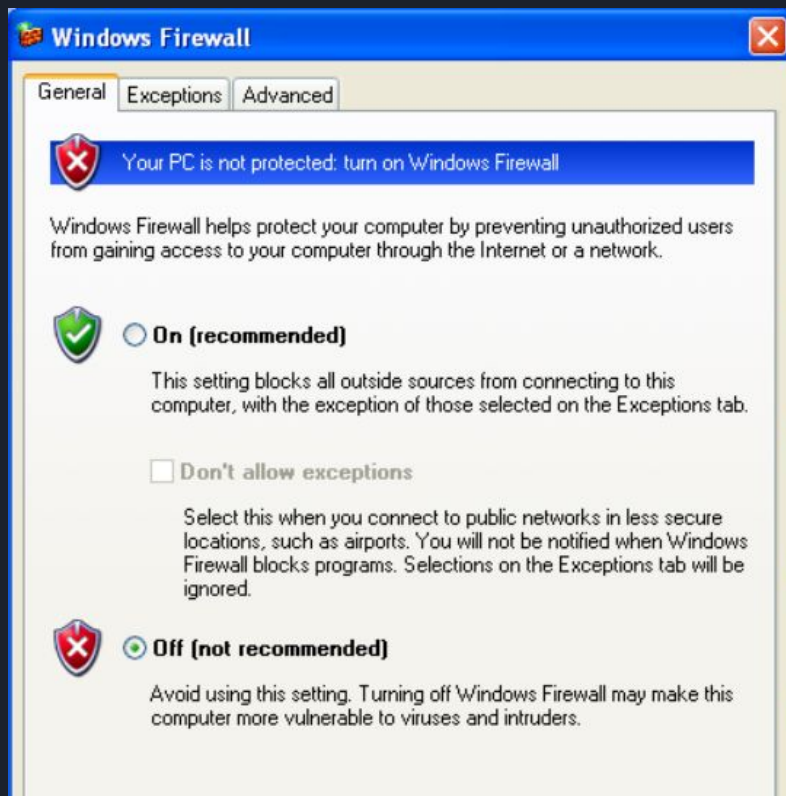 Windows Firewall
General Exceptions Advanced
Your PC is not protected: turn on Windows Firewall
Windows Firewall helps protect your computer by preventing unauthorized users
from gaining access to your computer through the Internet or a network.
On (recommended)
This setting blocks all outside sources from connecting to this
computer, with the exception of those selected on the Exceptions tab.
Don't allow exceptions
Select this when you connect to public networks in less secure
locations, such as airports. You will not be notified when Windows
Firewall blocks programs. Selections on the Exceptions tab will be
ignored.
Off (not recommended)
Avoid using this setting. Turning off Windows Firewall may make this
computer more vulnerable to viruses and intruders.